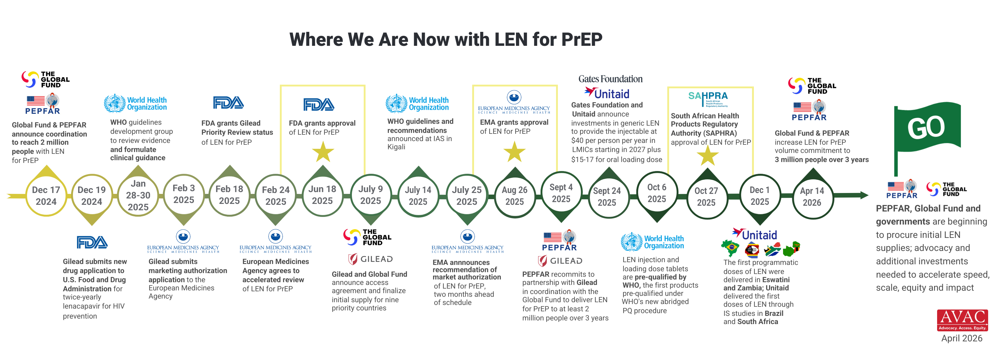 Where We Are Now with LEN for PrEP
THE
GLOBAL
FUND
PEPFAR
Global Fund & PEPFAR
announce coordination
to reach 2 million
people with LEN
for PrEP
Dec 17
2024
Dec 19
2024
FDA
Gilead submits new
drug application to
U.S. Food and Drug
Administration for
twice-yearly
lenacapavir for HIV
prevention
World Health
Organization
WHO guidelines
development group
to review evidence
and formulate
clinical guidance
Jan
28-30
2025
Feb 3
2025
EUROPEAN MEDICINES AGENCY
SCIENCE MEDICINES HEALTH
Gilead submits
marketing authorization
application to the
European Medicines
Agency
FDA
FDA grants Gilead
Priority Review status
of LEN for PrEP
Feb 18
2025
Feb 24
2025
EUROPEAN MEDICINES AGENCY
SCIENCE MEDICINES HEALTH
European Medicines
Agency agrees to
accelerated review
of LEN for PrEP
FDA
FDA grants approval
of LEN for PrEP
Jun 18
2025
July 9
2025
THE
GLOBAL
FUND
GILEAD
Gilead and Global Fund
announce access
agreement and finalize
initial supply for nine
priority countries
World Health
Organization
WHO guidelines and
recommendations
announced at IAS in
Kigali
July 14
2025
July 25
2025
EUROPEAN MEDICINES AGENCY
SCIENCE MEDICINES HEALTH
EMA annnounces
recommendation of
market authorization
of LEN for PrEP,
two months ahead
of schedule
EUROPEAN MEDICINES AGENCY
SCIENCE MEDICINES HEALTH
EMA grants approval
of LEN for PrEP
Aug 26
2025
Sept 4
2025
PEPFAR
GILEAD
PEPFAR recommits to
partnership with Gilead
in coordination with the
Global Fund to deliver LEN
for PrEP to at least 2
million people over 3 years
Gates Foundation
Unitaid
Gates Foundation and
Unitaid announce
investments in generic LEN
to provide the injectable at
$40 per person per year in
LMICs starting in 2027 plus
$15-17 for oral loading dose
Sept 24
2025
Oct 6
2025
World Health
Organization
LEN injection and
loading dose tablets
are pre-qualified by
WHO, the first products
pre-qualified under
WHO's new abridged
PQ procedure
SAHPRA
South African
Health Products
Regulatory Authority
South African Health
Products Regulatory
Authority (SAPHRA)
approval of LEN for PrEP
Oct 27
2025
Dec 1
2025
Unitaid
The first programmatic
doses of LEN were
delivered in Eswatini
and Zambia; Unitaid
delivered the first
doses of LEN through
IS studies in Brazil
and South Africa
THE
GLOBAL
FUND
PEPFAR
Global Fund & PEPFAR
increase LEN for PrEP
volume commitment to
3 million people over 3 years
Apr 14
2026
GO
PEPFAR
THE
GLOBAL
FUND
PEPFAR, Global Fund and
governments are beginning
to procure initial LEN
supplies; advocacy and
additional investments
needed to accelerate speed,
scale, equity and impact
AVAC
Advocacy. Access. Equity.
April 2026